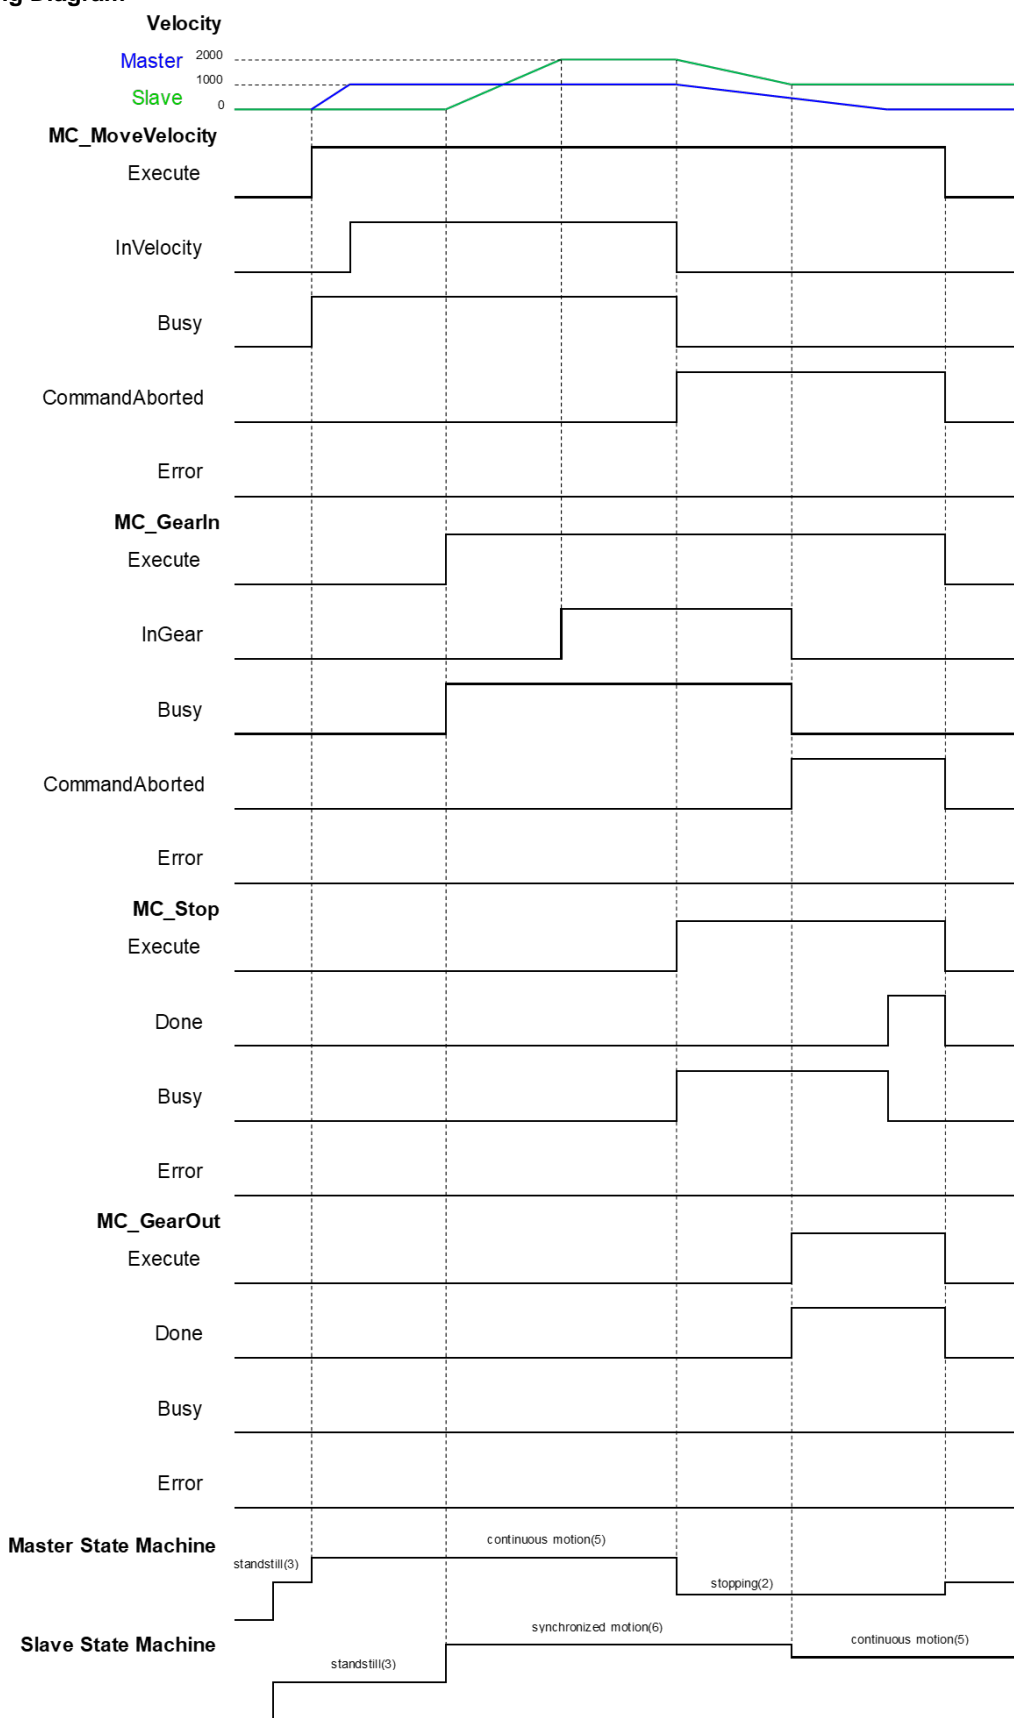 Diagram
Velocity
Master 2000
1000
Slave
0
MC_MoveVelocity
Execute
InVelocity
Busy
CommandAborted
Error
MC_GearIn
Execute
InGear
Busy
CommandAborted
Error
MC_Stop
Execute
Done
Busy
Error
MC_GearOut
Execute
Done
Busy
Error
Master State Machine
continuous motion(5)
standstill(3)
stopping(2)
Slave State Machine
synchronized motion(6)
continuous motion(5)
standstill(3)